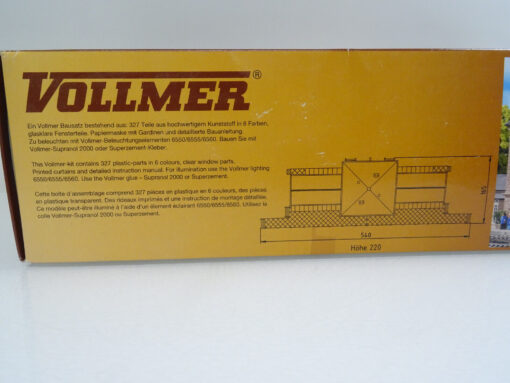 VOLLMER®
Ein Vollmer Bausatz bestehend aus: 327 Teile aus hochwertigem Kunststoff in 6 Farben,
glasklare Fensterteile. Papiermaske mit Gardinen und detaillierte Bauanleitung.
Zu beleuchten mit Vollmer-Beleuchtungselementen 6550/6555/6560. Bauen Sie mit
Vollmer-Supranol 2000 oder Superzement Kleber.
This Vollmer-kit contains 327 plastic-parts in 6 colours, clear window parts.
Printed curtains and detailed instruction manual. For illumination use the Vollmer lighting
6550/6555/6560. Use the Vollmer glue – Supranol 2000 or Superzement.
Cette boîte d'assemblage comprend 327 pièces en plastique en 6 couleurs, des pièces
en plastique transparent. Des rideaux imprimés et une instruction de montage détaillée.
Ce modèle peut-être illuminé à l'aide d'un élément éclairant 6550/6555/6560. Utilisez la
colle Vollmer-Supranol 2000 ou Superzement.
165
540
Höhe 220